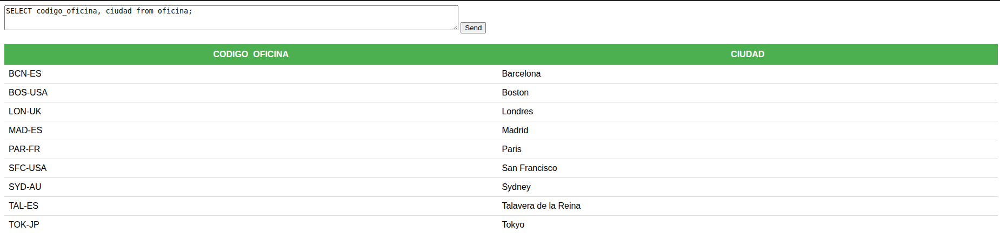 SELECT codigo_oficina, ciudad from oficina;
Send
CODIGO_OFICINA CIUDAD
BCN-ES Barcelona
BOS-USA Boston
LON-UK Londres
MAD-ES Madrid
PAR-FR Paris
SFC-USA San Francisco
SYD-AU Sydney
TAL-ES Talavera de la Reina
TOK-JP Tokyo